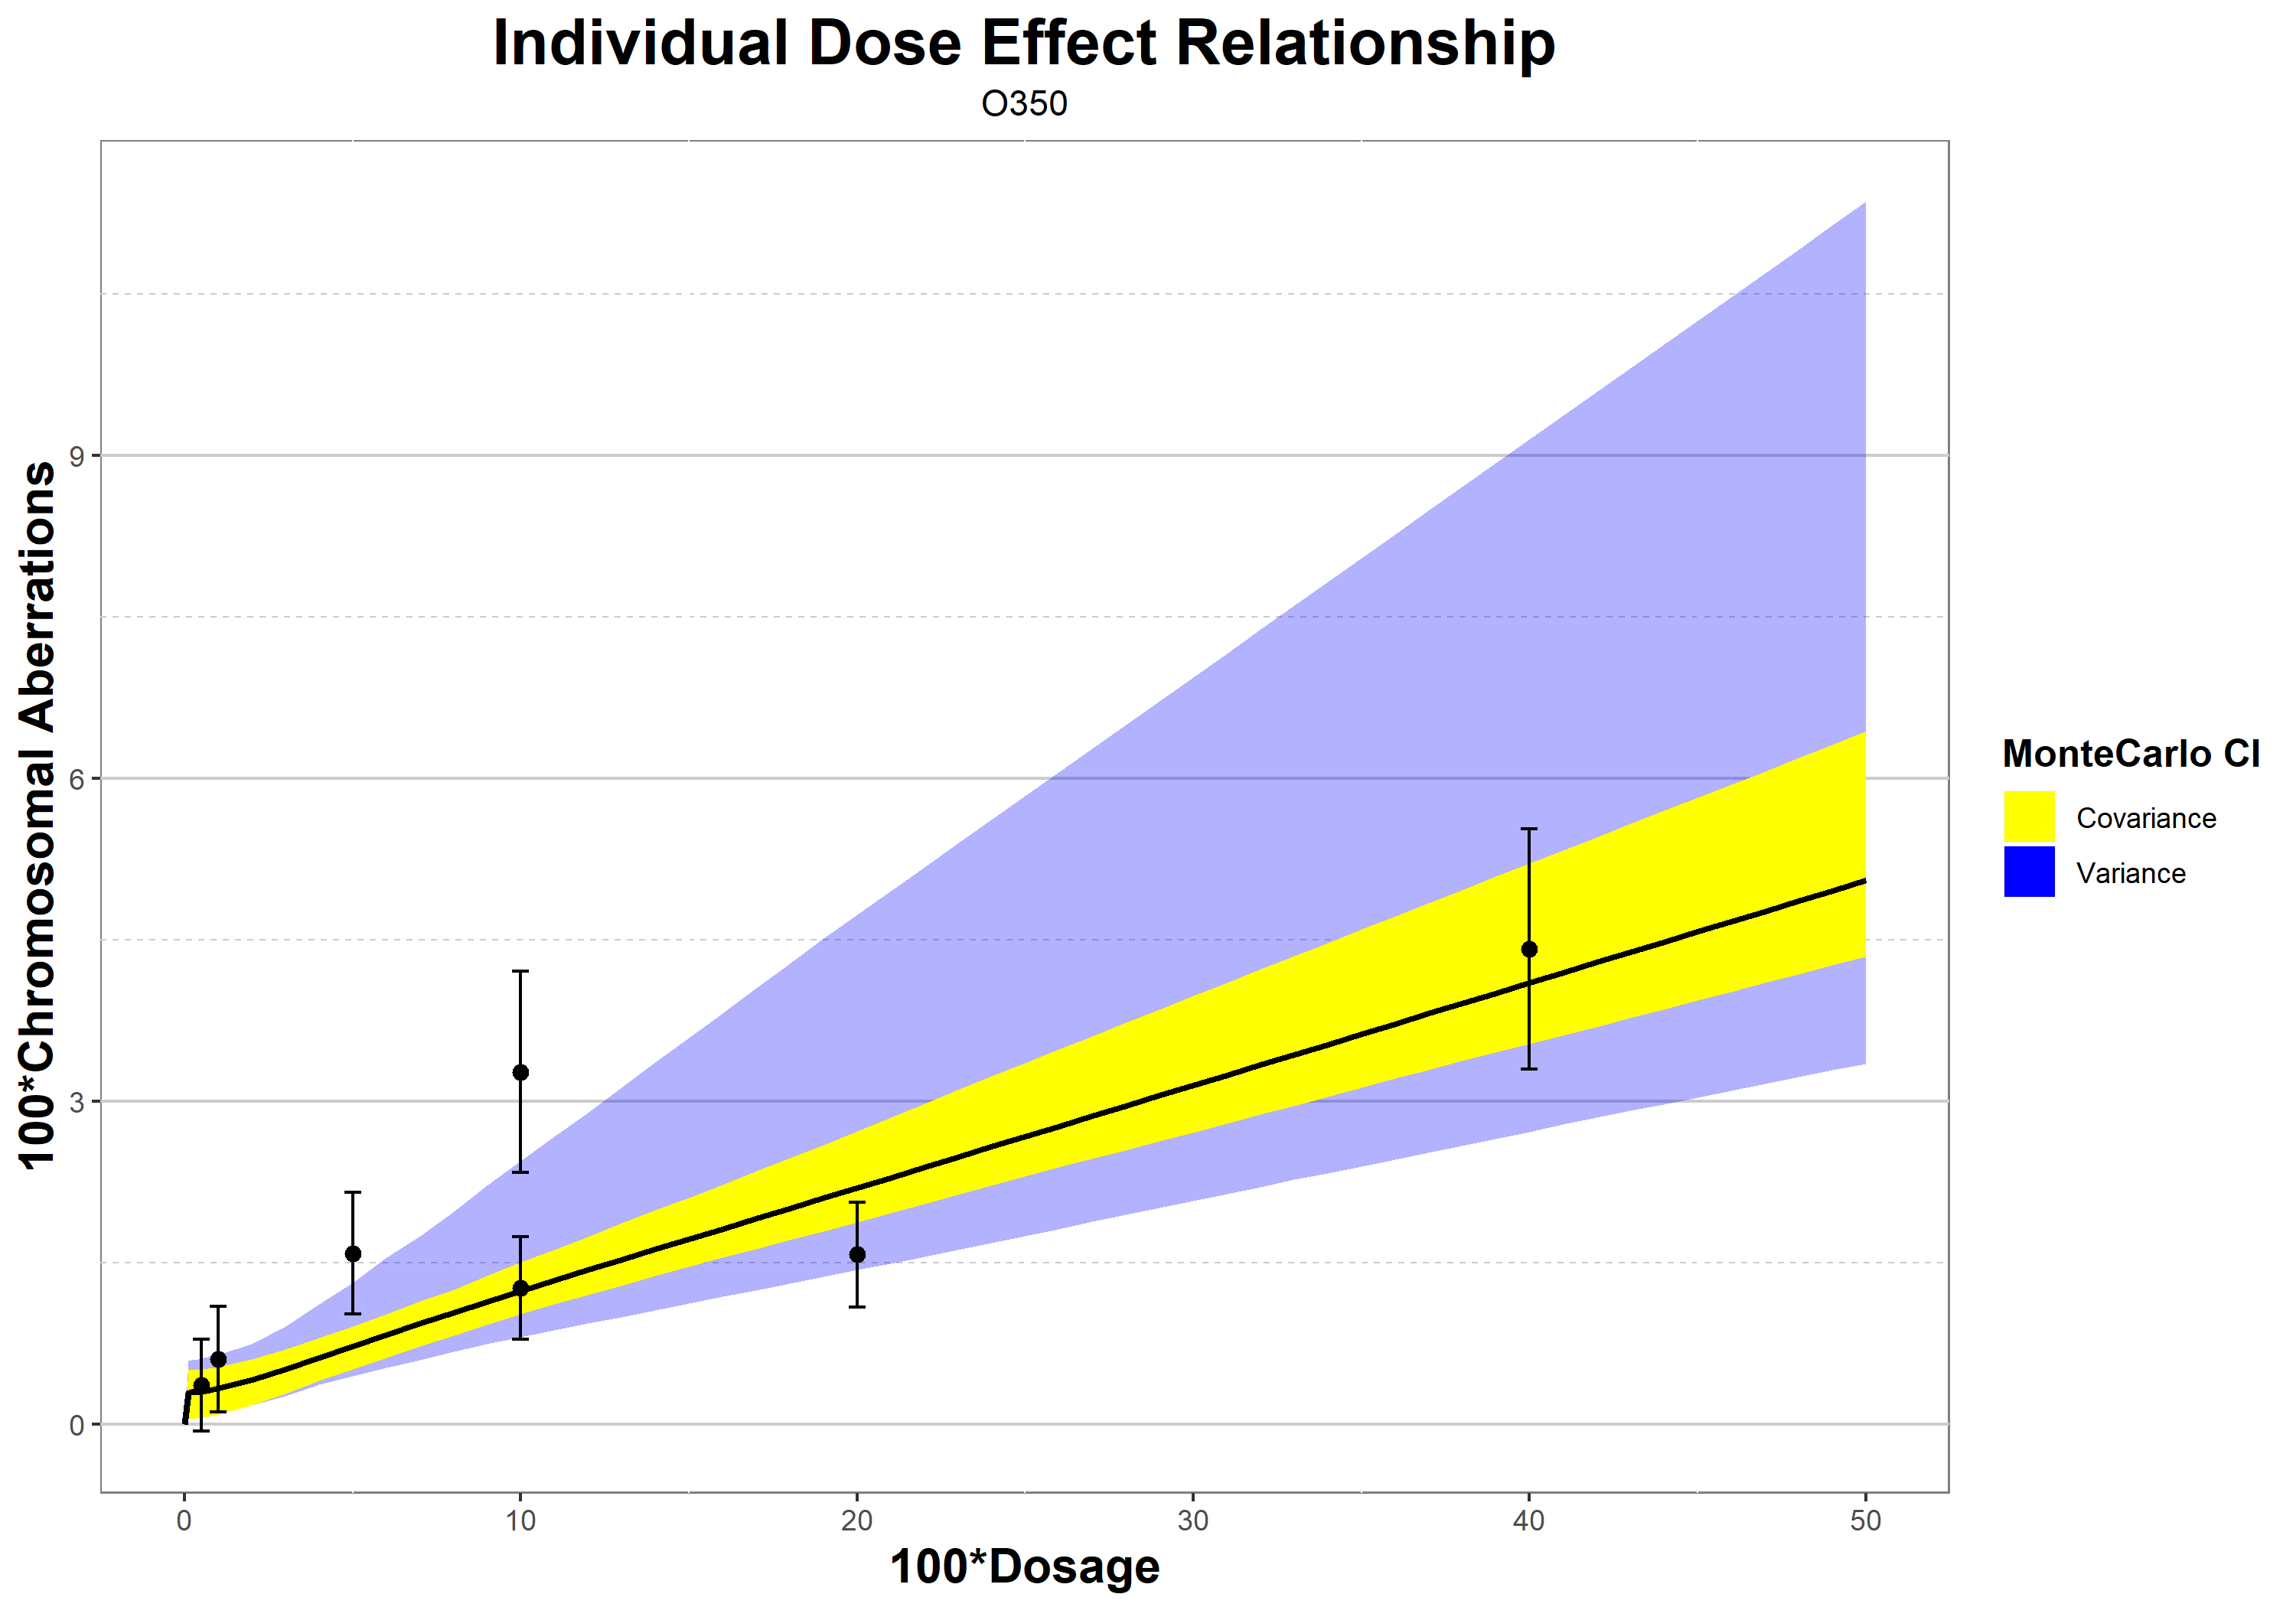 Individual Dose Effect Relationship
O350
100*Chromosomal Aberrations
9
6
3
0
0 10 20 30 40 50
100*Dosage
MonteCarlo CI
Covariance
Variance